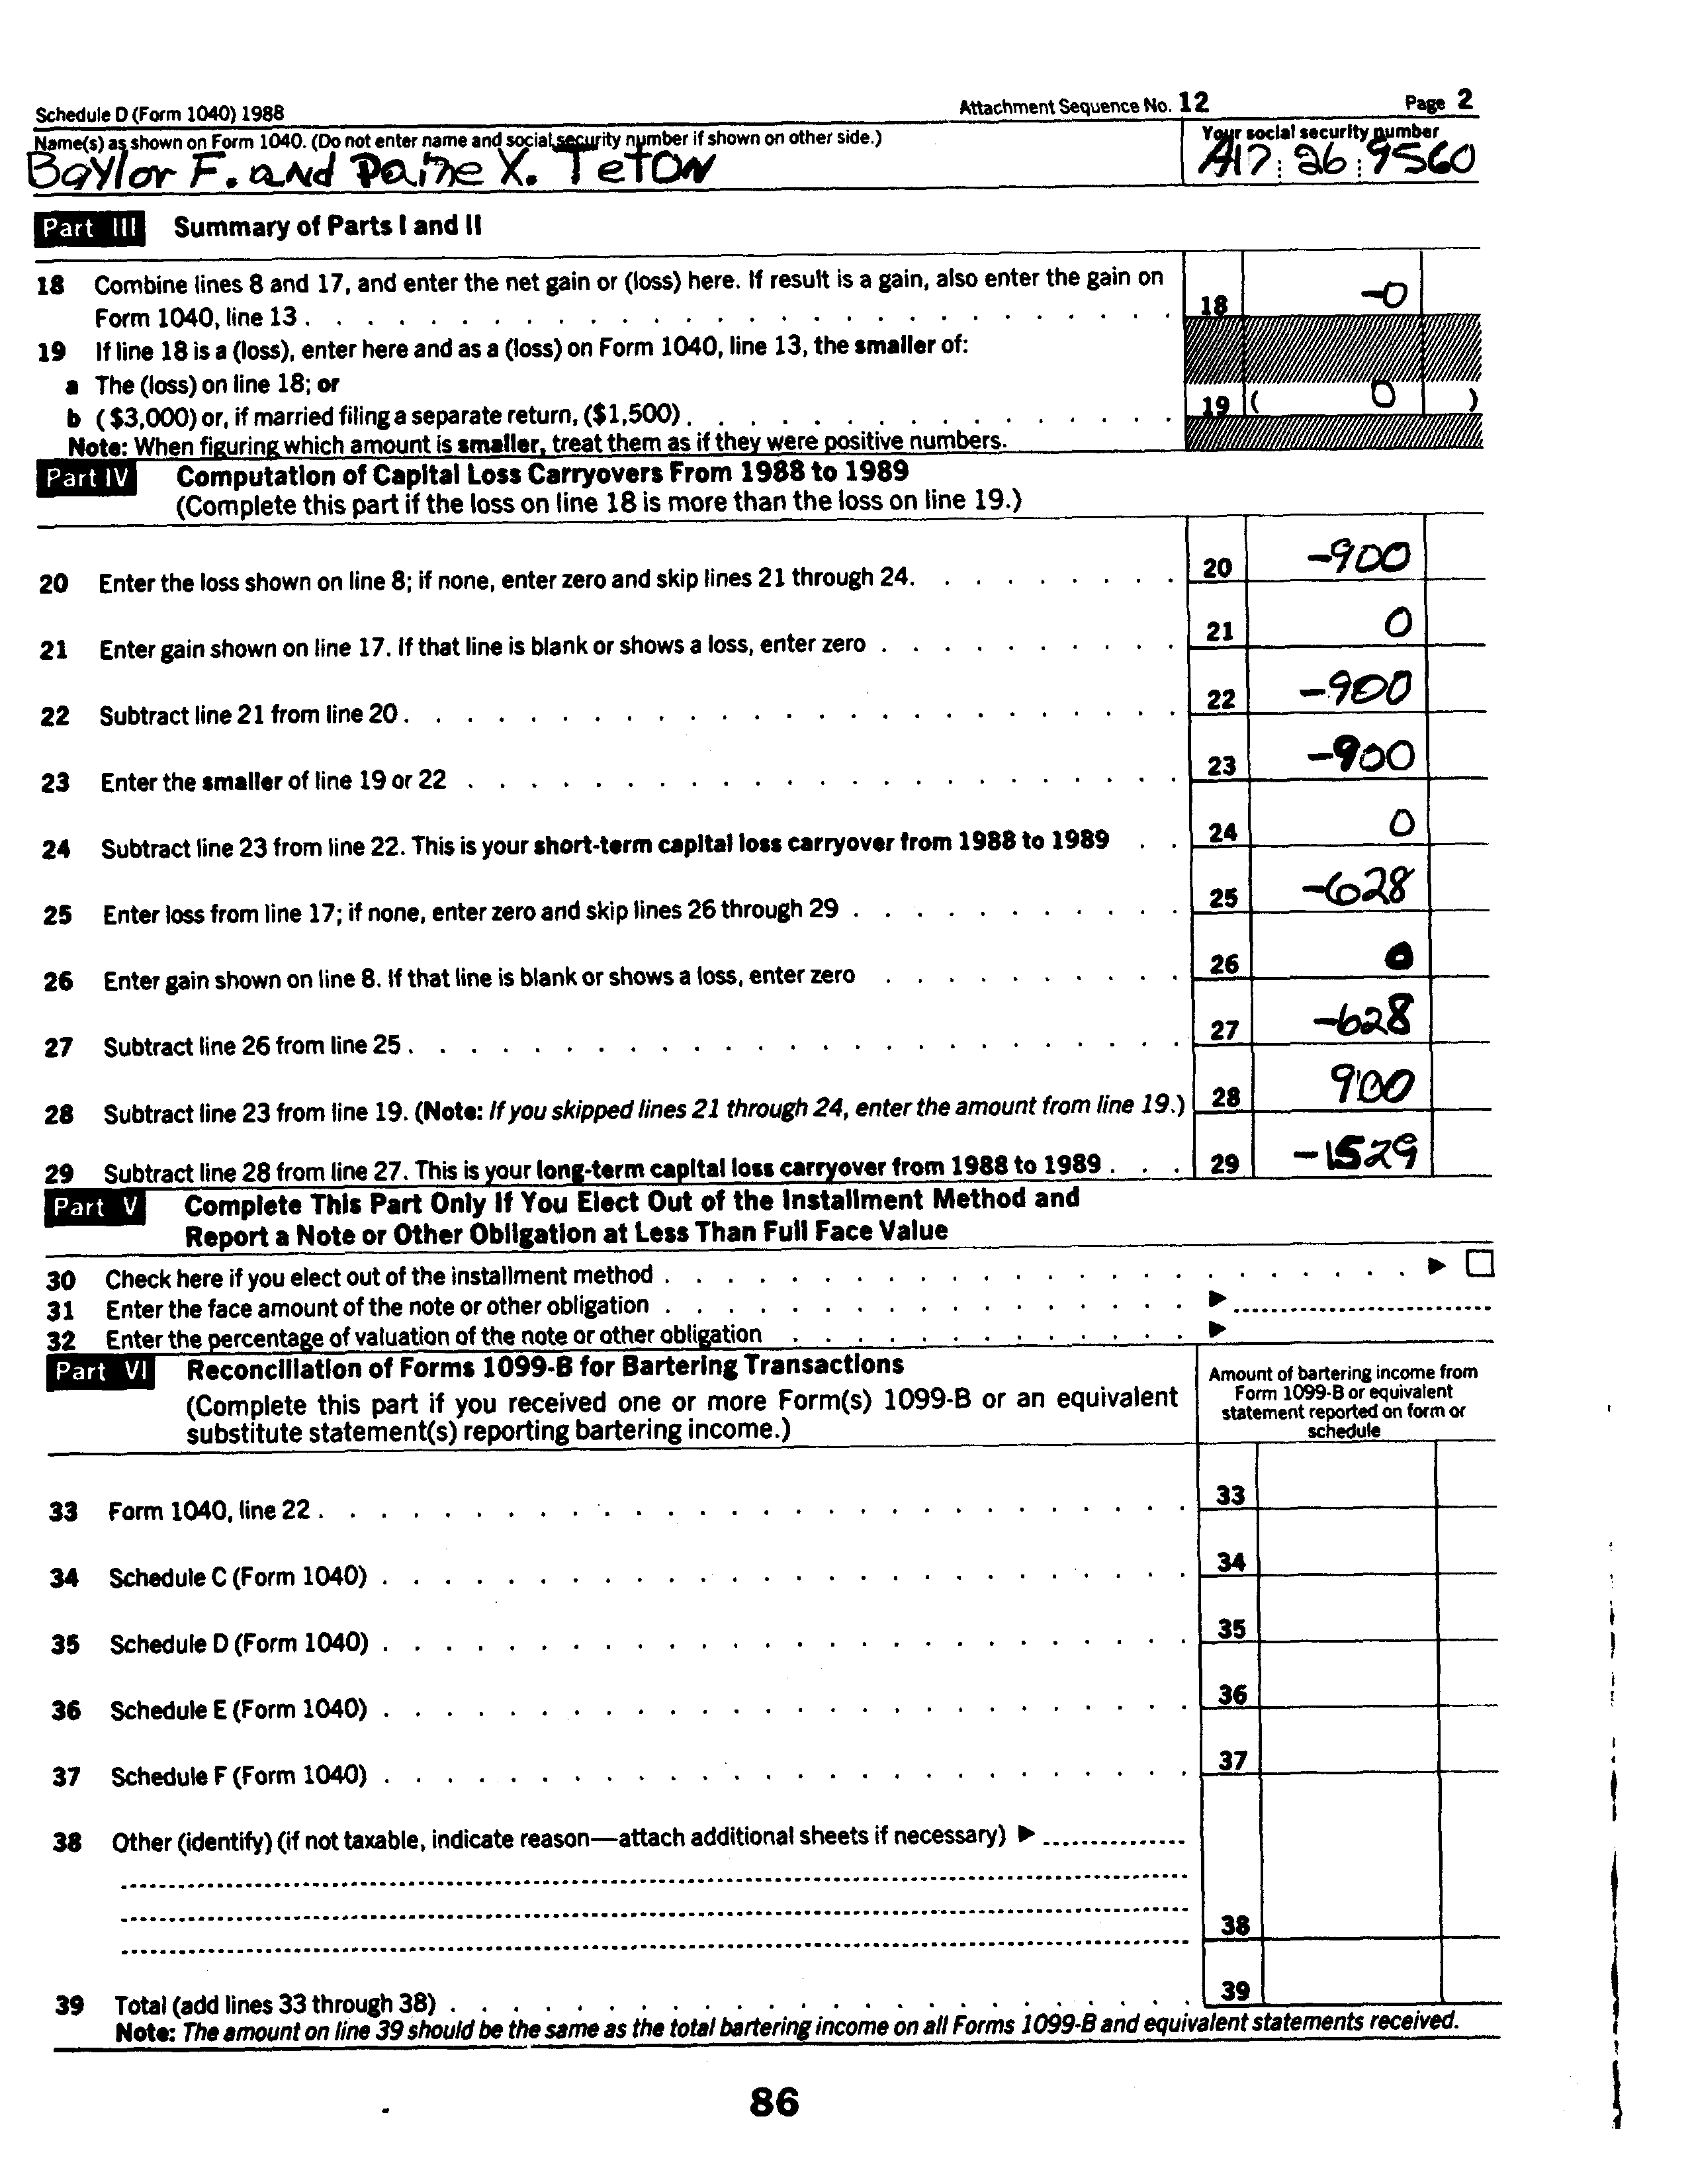 Schedule D (Form 1040) 1988 Attachment Sequence No. 12 Page 2
Name(s) as shown on Form 1040. (Do not enter name and social security number if shown on other side.) Your social security number
Baylor F. and Paine X. Teton A17 : 26 : 9560
Part III Summary of Parts I and II
18 Combine lines 8 and 17, and enter the net gain or (loss) here. If result is a gain, also enter the gain on
Form 1040, line 13 . . . . 18 -0
19 If line 18 is a (loss), enter here and as a (loss) on Form 1040, line 13, the smaller of:
a The (loss) on line 18; or
b ($3,000) or, if married filing a separate return, ($1,500) . . . . 19 ( 0 )
Note: When figuring which amount is smaller, treat them as if they were positive numbers.
Part IV Computation of Capital Loss Carryovers From 1988 to 1989
(Complete this part if the loss on line 18 is more than the loss on line 19.)
20 Enter the loss shown on line 8; if none, enter zero and skip lines 21 through 24. . . . . 20 -900
21 Enter gain shown on line 17. If that line is blank or shows a loss, enter zero . . . . 21 0
22 Subtract line 21 from line 20 . . . . 22 -900
23 Enter the smaller of line 19 or 22 . . . . 23 -900
24 Subtract line 23 from line 22. This is your short-term capital loss carryover from 1988 to 1989 . . 24 0
25 Enter loss from line 17; if none, enter zero and skip lines 26 through 29 . . . . 25 -628
26 Enter gain shown on line 8. If that line is blank or shows a loss, enter zero . . . . 26 0
27 Subtract line 26 from line 25 . . . . 27 -628
28 Subtract line 23 from line 19. (Note: If you skipped lines 21 through 24, enter the amount from line 19.) 28 900
29 Subtract line 28 from line 27. This is your long-term capital loss carryover from 1988 to 1989 . . . 29 -1529
Part V Complete This Part Only If You Elect Out of the Installment Method and
Report a Note or Other Obligation at Less Than Full Face Value
30 Check here if you elect out of the installment method . . . . ► ☐
31 Enter the face amount of the note or other obligation . . . . ►
32 Enter the percentage of valuation of the note or other obligation . . . . ►
Part VI Reconciliation of Forms 1099-B for Bartering Transactions
(Complete this part if you received one or more Form(s) 1099-B or an equivalent
substitute statement(s) reporting bartering income.)
Amount of bartering income from
Form 1099-B or equivalent
statement reported on form or
schedule
33 Form 1040, line 22 . . . . 33
34 Schedule C (Form 1040) . . . . 34
35 Schedule D (Form 1040) . . . . 35
36 Schedule E (Form 1040) . . . . 36
37 Schedule F (Form 1040) . . . . 37
38 Other (identify) (if not taxable, indicate reason—attach additional sheets if necessary) ►
38
39 Total (add lines 33 through 38) . . . . 39
Note: The amount on line 39 should be the same as the total bartering income on all Forms 1099-B and equivalent statements received.
86